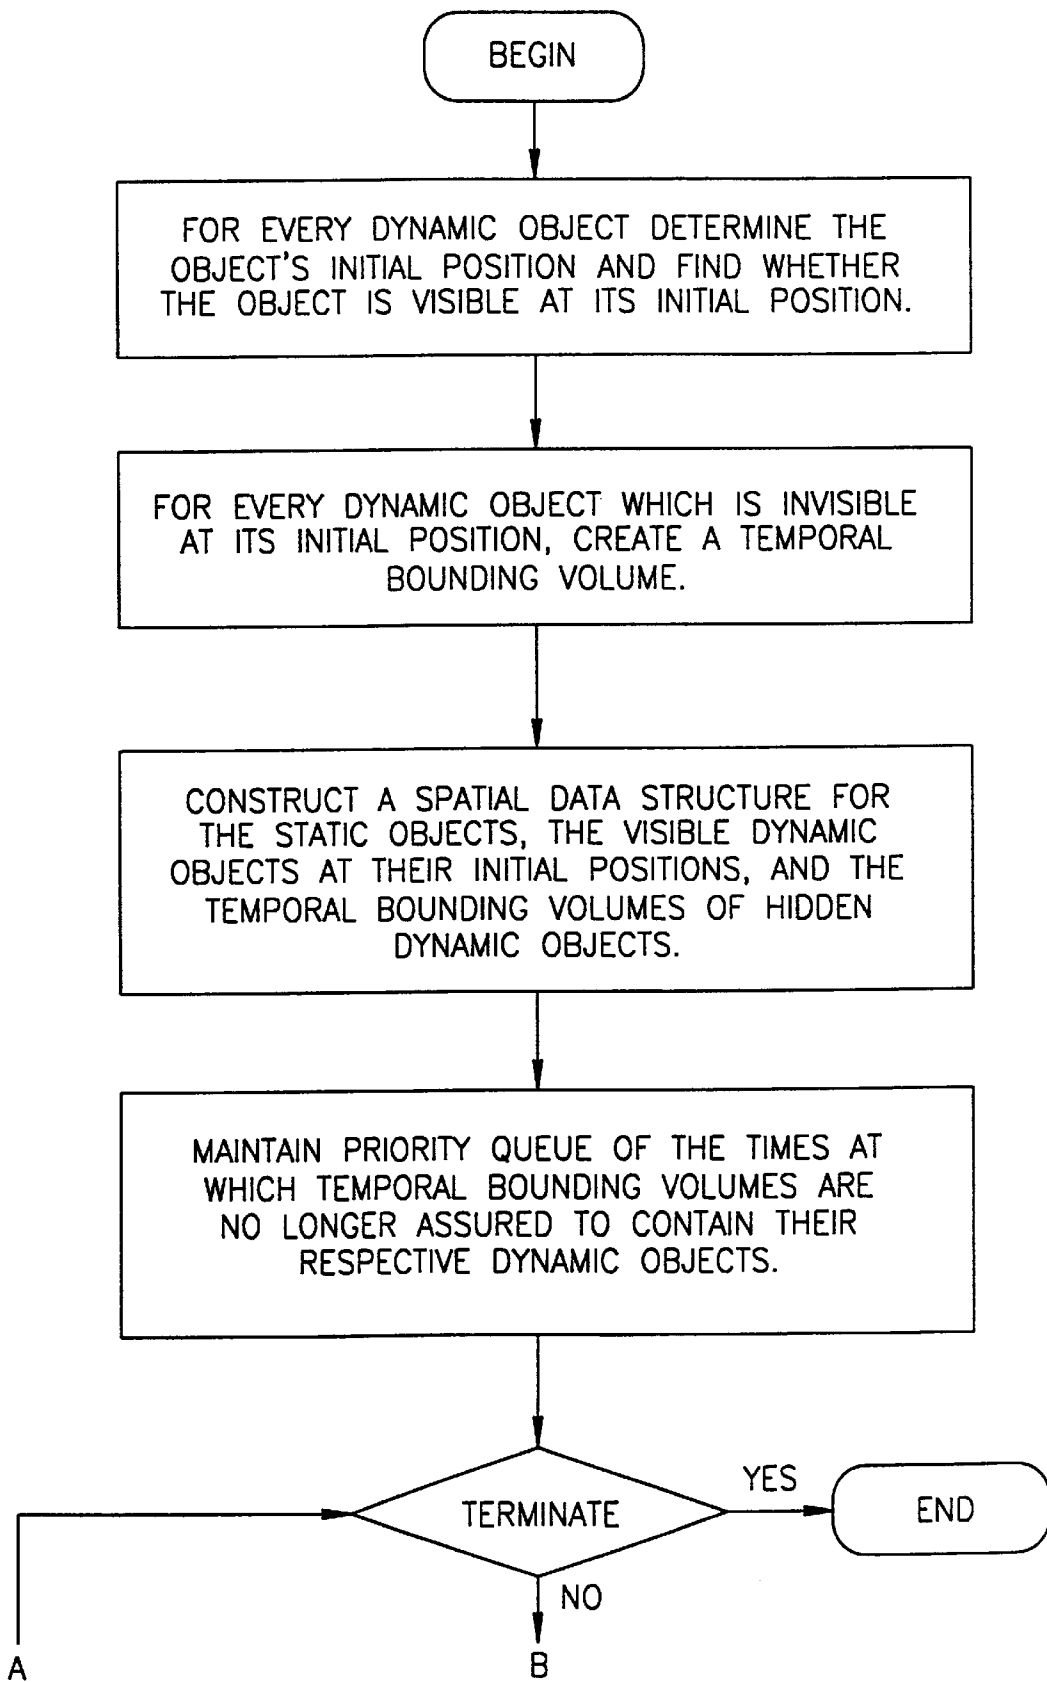 BEGIN
FOR EVERY DYNAMIC OBJECT DETERMINE THE
OBJECT'S INITIAL POSITION AND FIND WHETHER
THE OBJECT IS VISIBLE AT ITS INITIAL POSITION.
FOR EVERY DYNAMIC OBJECT WHICH IS INVISIBLE
AT ITS INITIAL POSITION, CREATE A TEMPORAL
BOUNDING VOLUME.
CONSTRUCT A SPATIAL DATA STRUCTURE FOR
THE STATIC OBJECTS, THE VISIBLE DYNAMIC
OBJECTS AT THEIR INITIAL POSITIONS, AND THE
TEMPORAL BOUNDING VOLUMES OF HIDDEN
DYNAMIC OBJECTS.
MAINTAIN PRIORITY QUEUE OF THE TIMES AT
WHICH TEMPORAL BOUNDING VOLUMES ARE
NO LONGER ASSURED TO CONTAIN THEIR
RESPECTIVE DYNAMIC OBJECTS.
TERMINATE
YES
END
NO
A
B